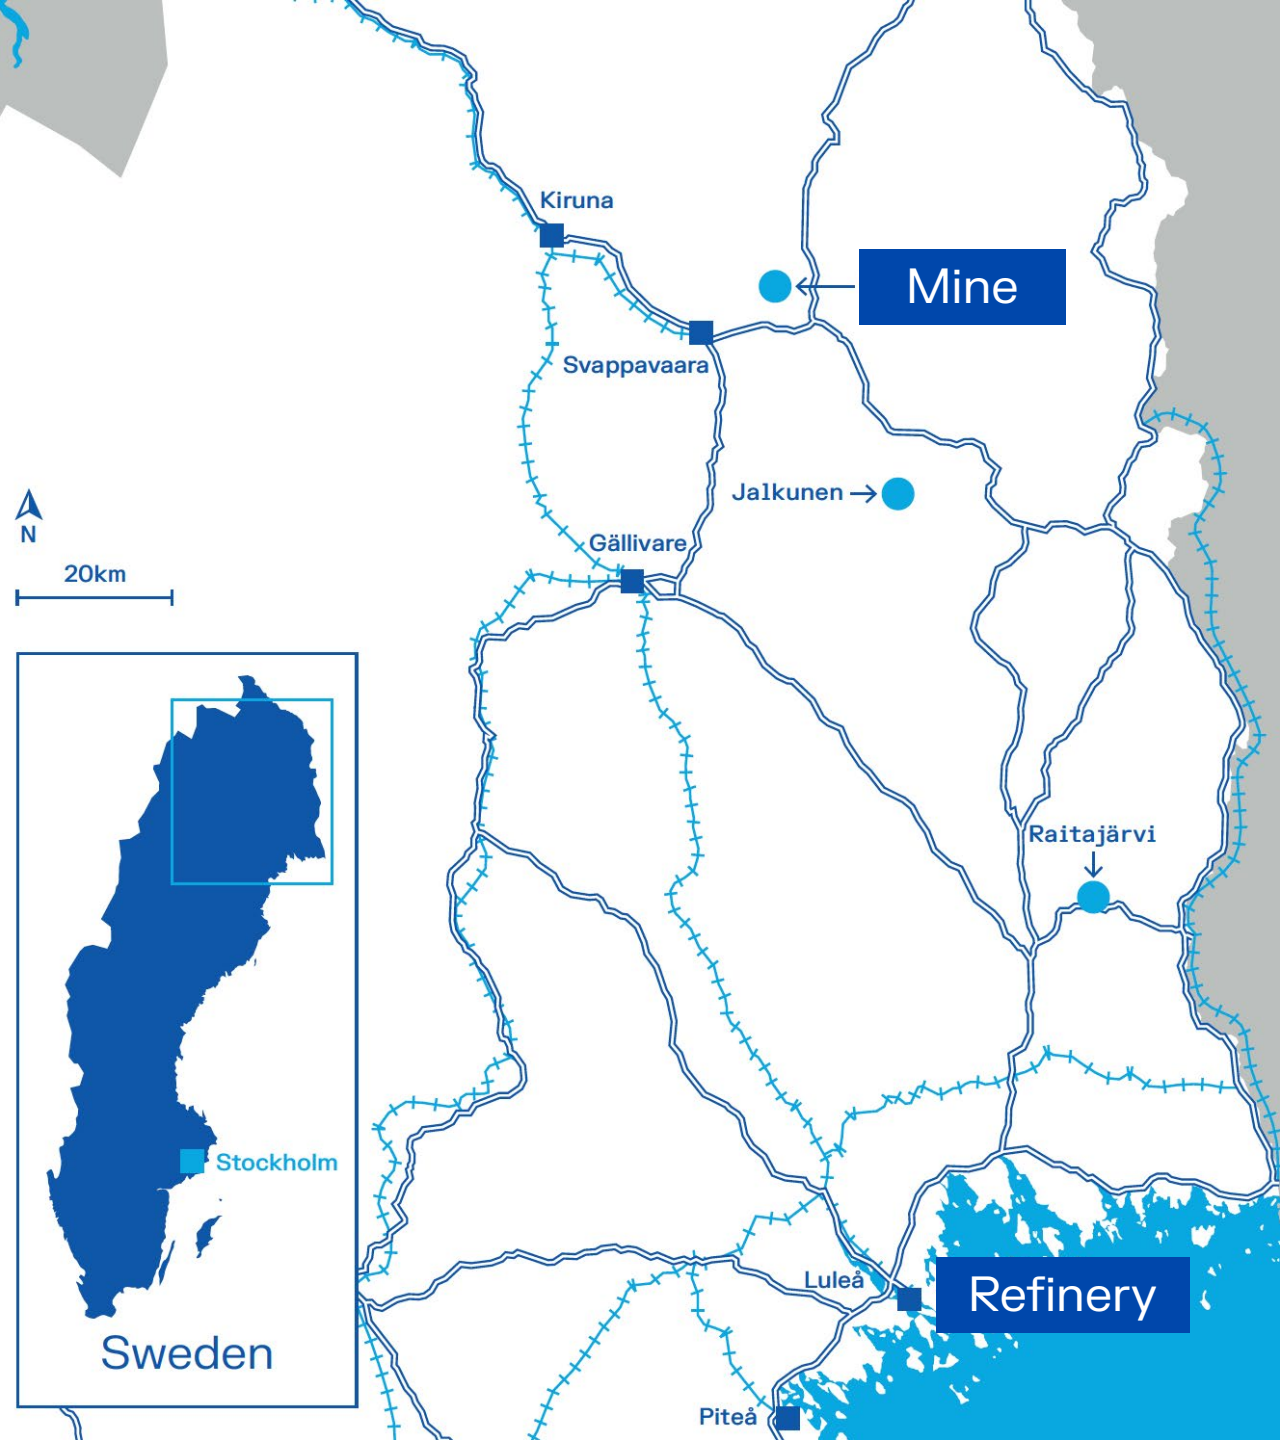 Kiruna
Mine
Svappavaara
Jalkunen
N
Gällivare
20km
Raitajärvi
Stockholm
Luleå
Refinery
Sweden
Piteå